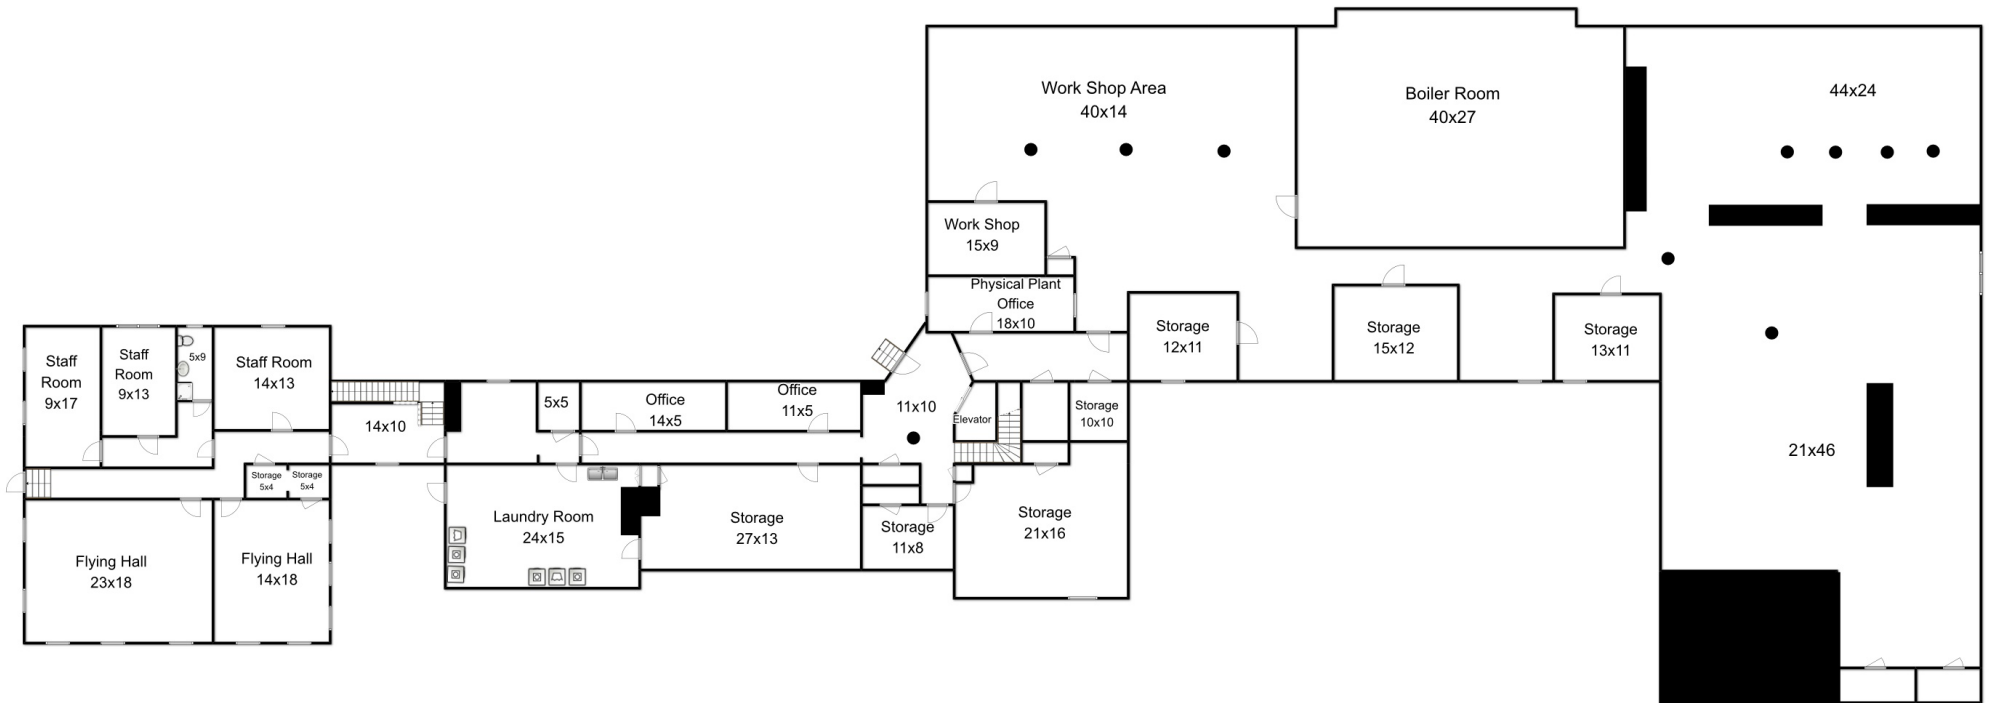 Work Shop Area
40x14
Boiler Room
40x27
44x24
Work Shop
15x9
Physical Plant
Office
18x10
Storage
12x11
Storage
15x12
Storage
13x11
Staff
Room
9x17
Staff
Room
9x13
5x9
Staff Room
14x13
14x10
5x5
Office
14x5
Office
11x5
11x10
Elevator
Storage
10x10
21x46
Storage
5x4
Storage
5x4
Flying Hall
23x18
Flying Hall
14x18
Laundry Room
24x15
Storage
27x13
Storage
11x8
Storage
21x16